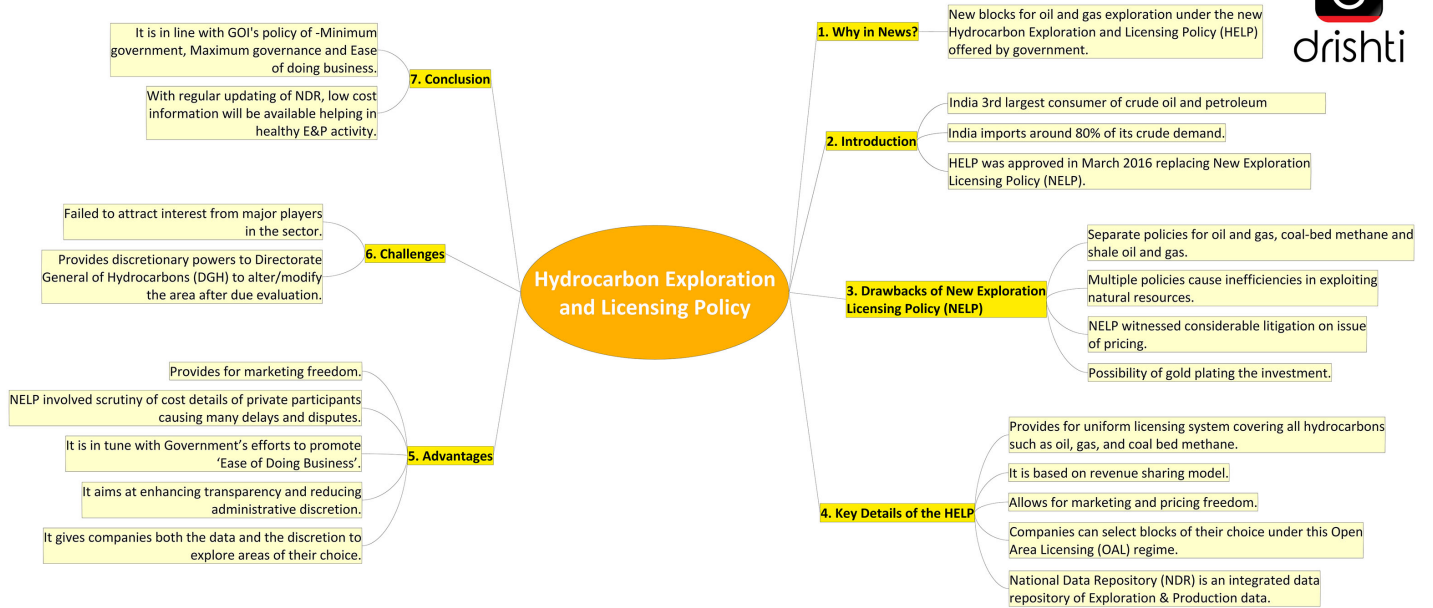 drishti
Hydrocarbon Exploration
and Licensing Policy
1. Why in News?
New blocks for oil and gas exploration under the new
Hydrocarbon Exploration and Licensing Policy (HELP)
offered by government.
2. Introduction
India 3rd largest consumer of crude oil and petroleum
India imports around 80% of its crude demand.
HELP was approved in March 2016 replacing New Exploration
Licensing Policy (NELP).
3. Drawbacks of New Exploration
Licensing Policy (NELP)
Separate policies for oil and gas, coal-bed methane and
shale oil and gas.
Multiple policies cause inefficiencies in exploiting
natural resources.
NELP witnessed considerable litigation on issue
of pricing.
Possibility of gold plating the investment.
4. Key Details of the HELP
Provides for uniform licensing system covering all hydrocarbons
such as oil, gas, and coal bed methane.
It is based on revenue sharing model.
Allows for marketing and pricing freedom.
Companies can select blocks of their choice under this Open
Area Licensing (OAL) regime.
National Data Repository (NDR) is an integrated data
repository of Exploration & Production data.
5. Advantages
Provides for marketing freedom.
NELP involved scrutiny of cost details of private participants
causing many delays and disputes.
It is in tune with Government’s efforts to promote
‘Ease of Doing Business’.
It aims at enhancing transparency and reducing
administrative discretion.
It gives companies both the data and the discretion to
explore areas of their choice.
6. Challenges
Failed to attract interest from major players
in the sector.
Provides discretionary powers to Directorate
General of Hydrocarbons (DGH) to alter/modify
the area after due evaluation.
7. Conclusion
It is in line with GOI's policy of -Minimum
government, Maximum governance and Ease
of doing business.
With regular updating of NDR, low cost
information will be available helping in
healthy E&P activity.